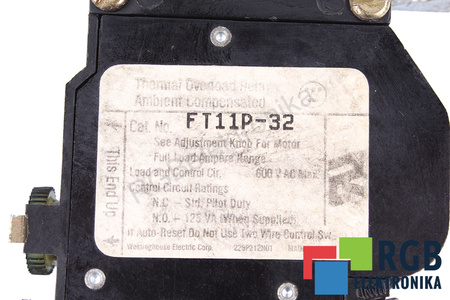 Thermal Overload Relay
Ambient Compensated
Cat. No. FT11P-32
See Adjustment Knob For Motor
Full Load Ampere Range
Load and Control Cir. 600 V AC Max.
Control Circuit Ratings
N.C. - Std. Pilot Duty
N.O. - 125 VA (When Supplied)
If Auto-Reset Do Not Use Two Wire Control Sw.
Westinghouse Electric Corp.
This End Up
RGB
ELEKTRONIKA